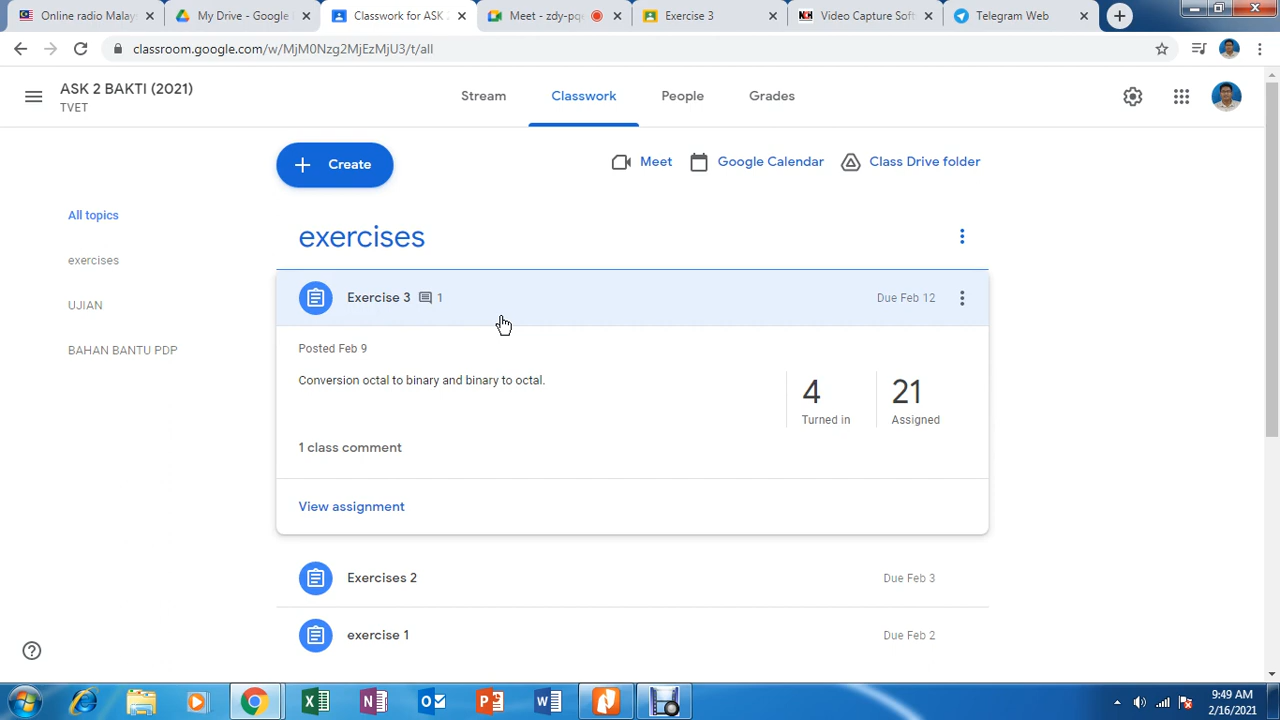 Online radio Malay
My Drive - Google
Classwork for ASK 2
Meet - zdy-pq
Exercise 3
Video Capture Soft
Telegram Web
classroom.google.com/w/MjM0Nzg2MjEzMjU3/t/all
ASK 2 BAKTI (2021)
TVET
Stream
Classwork
People
Grades
Create
Meet
Google Calendar
Class Drive folder
All topics
exercises
UJIAN
BAHAN BANTU PDP
exercises
Exercise 3
1
Due Feb 12
Posted Feb 9
Conversion octal to binary and binary to octal.
4
Turned in
21
Assigned
1 class comment
View assignment
Exercises 2
Due Feb 3
exercise 1
Due Feb 2
9:49 AM
2/16/2021